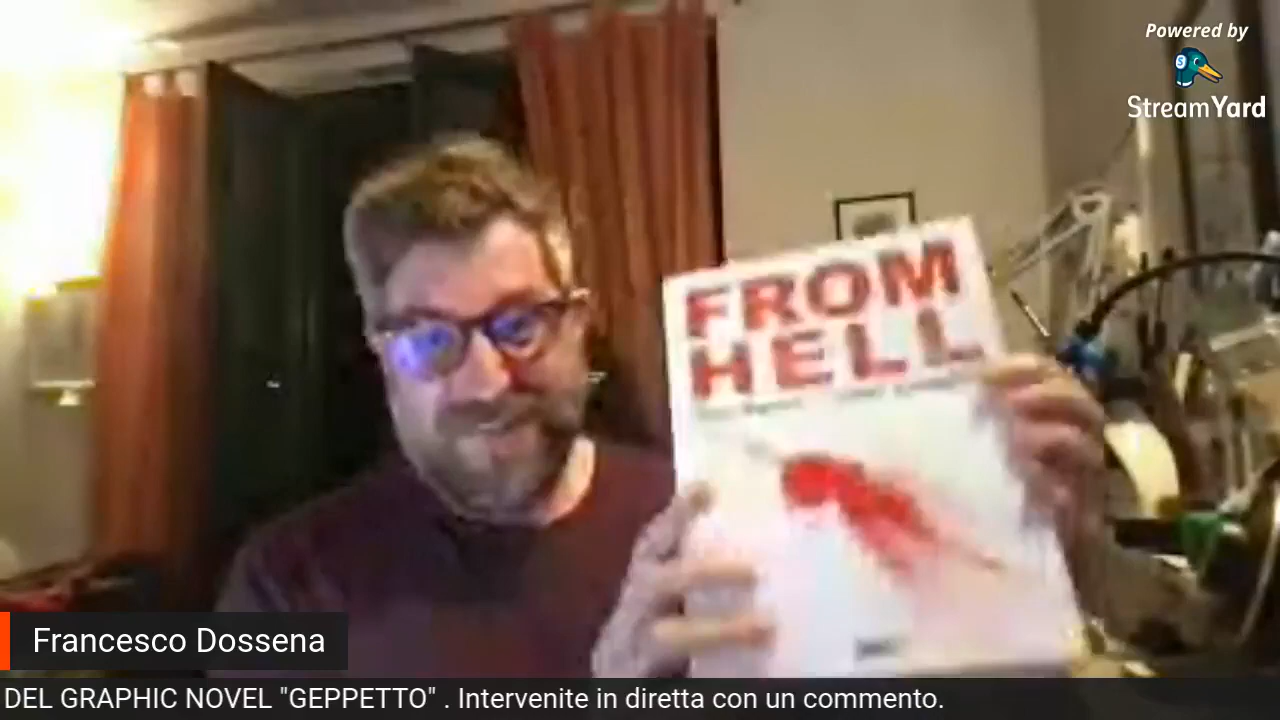 Powered by
StreamYard
FROM
HELL
Francesco Dossena
DEL GRAPHIC NOVEL "GEPPETTO" . Intervenite in diretta con un commento.